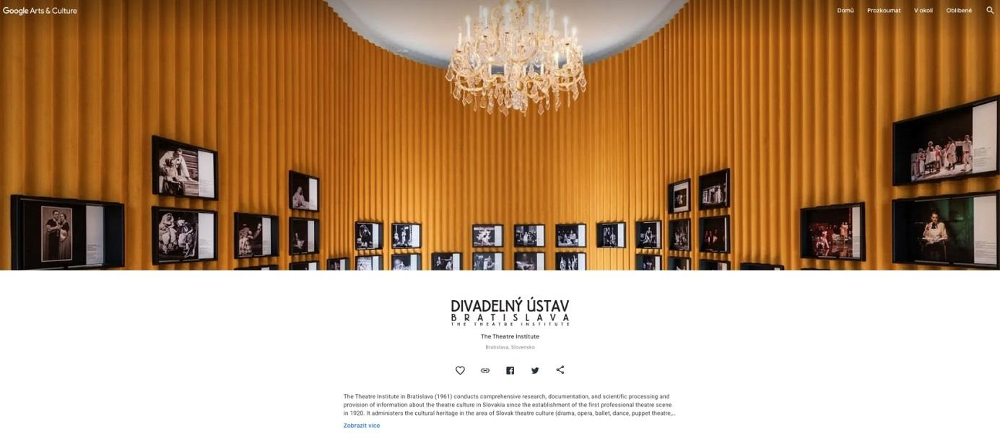 Google Arts & Culture
Domů
Prozkoumat
V okolí
Oblíbené
DIVADELNÝ ÚSTAV
BRATISLAVA
THE THEATRE INSTITUTE
The Theatre Institute
Bratislava, Slovensko
The Theatre Institute in Bratislava (1961) conducts comprehensive research, documentation, and scientific processing and
provision of information about the theatre culture in Slovakia since the establishment of the first professional theatre scene
in 1920. It administers the cultural heritage in the area of Slovak theatre culture (drama, opera, ballet, dance, puppet theatre,…
Zobrazit více